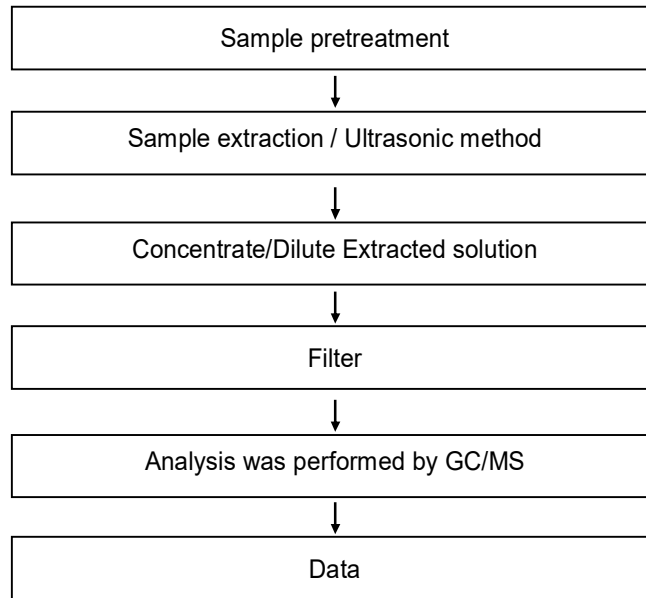 Sample pretreatment
Sample extraction / Ultrasonic method
Concentrate/Dilute Extracted solution
Filter
Analysis was performed by GC/MS
Data